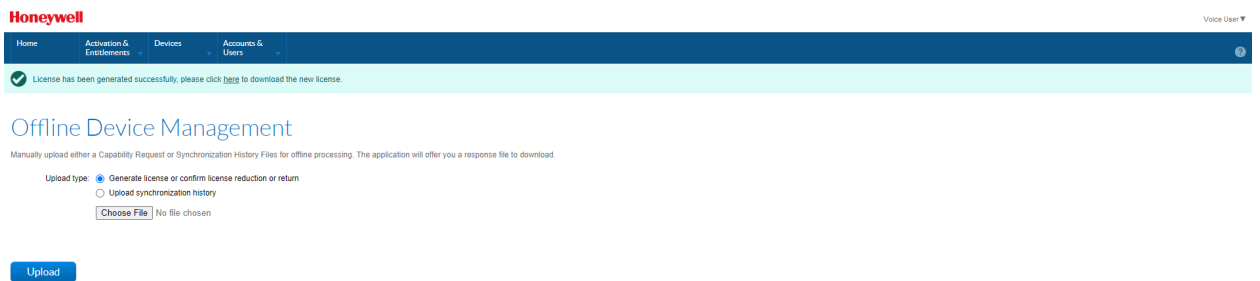 Honeywell
Voice User ▼
Home
Activation & Entitlements
Devices
Accounts & Users
?
License has been generated successfully, please click here to download the new license.
Offline Device Management
Manually upload either a Capability Request or Synchronization History Files for offline processing. The application will offer you a response file to download.
Upload type:
Generate license or confirm license reduction or return
Upload synchronization history
Choose File No file chosen
Upload